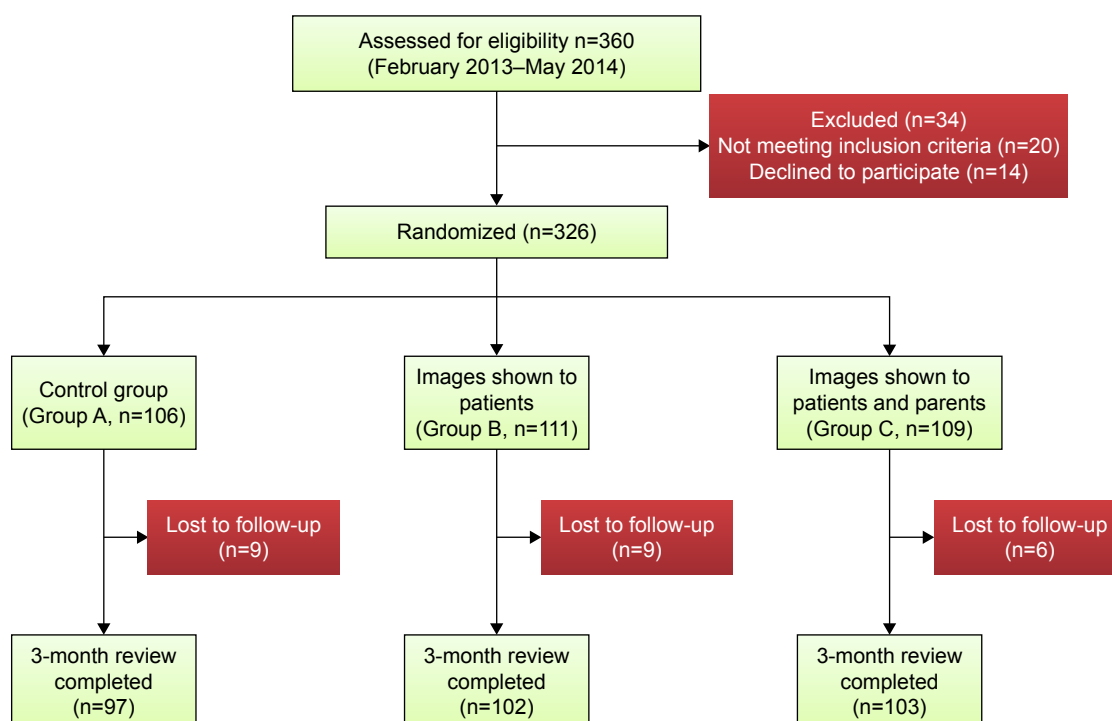 Assessed for eligibility n=360
(February 2013–May 2014)
Excluded (n=34)
Not meeting inclusion criteria (n=20)
Declined to participate (n=14)
Randomized (n=326)
Control group
(Group A, n=106)
Images shown to
patients
(Group B, n=111)
Images shown to
patients and parents
(Group C, n=109)
Lost to follow-up
(n=9)
Lost to follow-up
(n=9)
Lost to follow-up
(n=6)
3-month review
completed
(n=97)
3-month review
completed
(n=102)
3-month review
completed
(n=103)